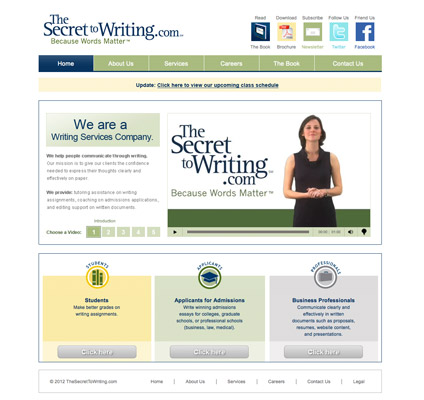 The
Secret to Writing.com
Because Words Matter™
Read Download Subscribe Follow Us Friend Us
The Book Brochure Newsletter Twitter Facebook
Home About Us Services Careers The Book Contact Us
Update: Click here to view our upcoming class schedule
We are a
Writing Services Company.
We help people communicate through writing.
Our mission is to give our clients the confidence
needed to express their thoughts clearly and
effectively on paper.
We provide: tutoring assistance on writing
assignments, coaching on admissions applications,
and editing support on written documents.
Introduction
Choose a Video: 1 2 3 4 5
The
Secret
to Writing
.com
Because Words Matter™
00:00 21:00
STUDENTS APPLICANTS PROFESSIONALS
Students
Make better grades on
writing assignments.
Click here
Applicants for Admissions
Write winning admissions
essays for colleges, graduate
schools, or professional schools
(business, law, medical).
Click here
Business Professionals
Communicate clearly and
effectively in written
documents such as proposals,
resumes, website content,
and presentations.
Click here
© 2012 TheSecretToWriting.com Home | About Us | Services | Careers | Contact Us | Legal